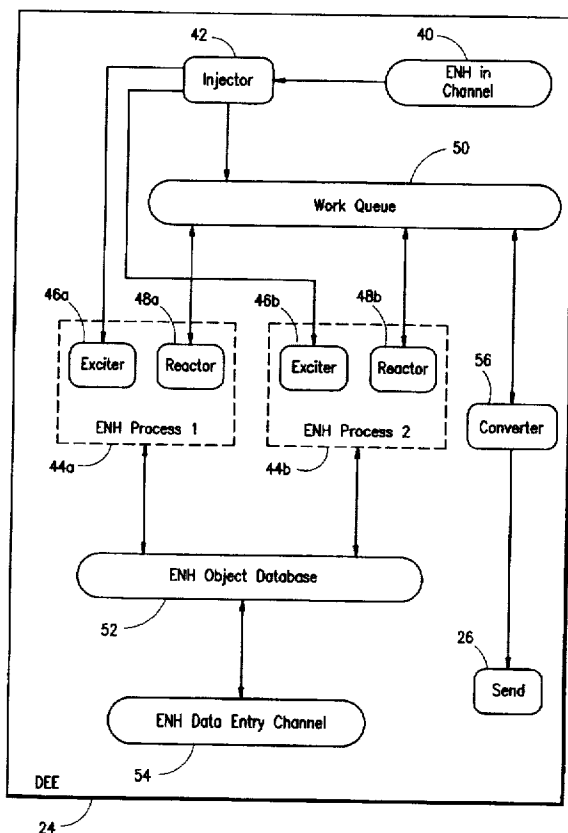 42
40
Injector
ENH in
Channel
50
Work Queue
46a
48a
46b
48b
Exciter
Reactor
Exciter
Reactor
56
ENH Process 1
ENH Process 2
Converter
44a
44b
ENH Object Database
52
26
Send
ENH Data Entry Channel
54
DEE
24